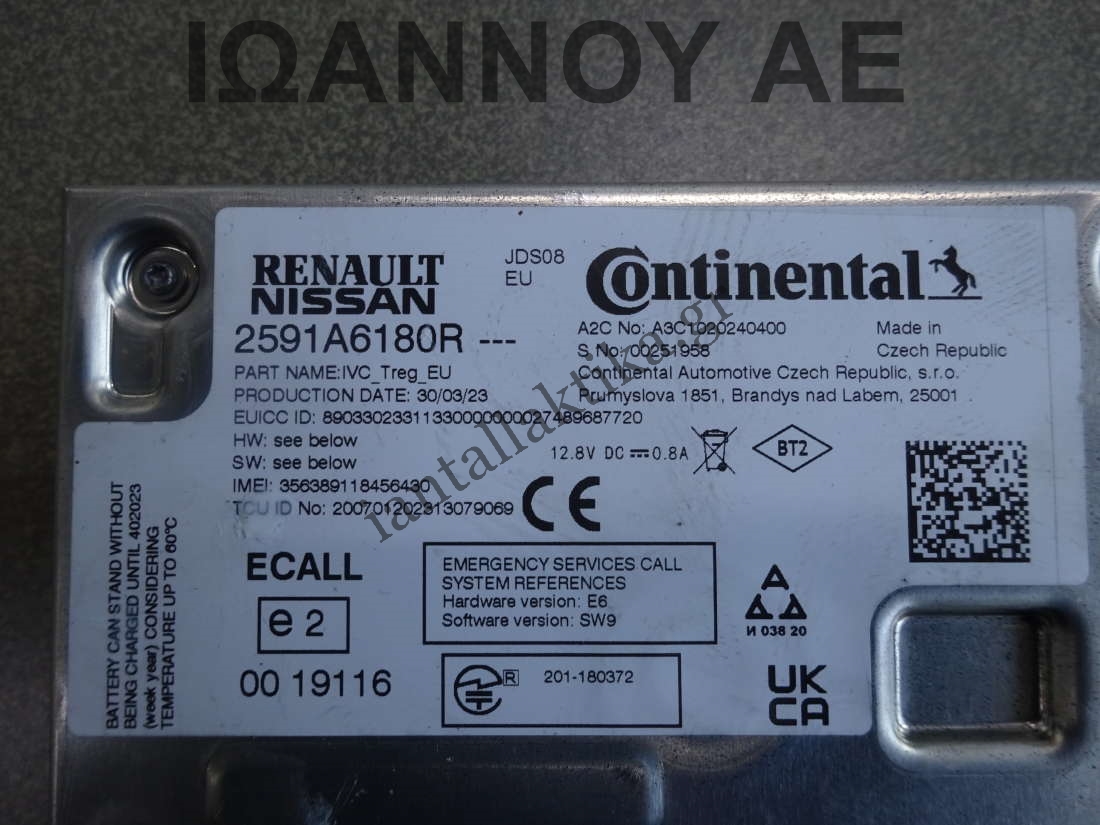 ΙΩΑΝΝΟΥ ΑΕ
RENAULT
NISSAN
JDS08
EU
Continental
2591A6180R ---
PART NAME:IVC_Treg_EU
PRODUCTION DATE: 30/03/23
EUICC ID: 89033023311330000000027489687720
HW: see below
SW: see below
IMEI: 356389118456430
TCU ID No: 200701202313079069
A2C No: A3C1020240400
S No: 00251958
Made in
Czech Republic
Continental Automotive Czech Republic, s.r.o.
Prumyslova 1851, Brandys nad Labem, 25001
12.8V DC 0.8A
BT2
CE
iantallaktika.gr
BATTERY CAN STAND WITHOUT
BEING CHARGED UNTIL 402023
(week year) CONSIDERING
TEMPERATURE UP TO 60°C
ECALL
e 2
00 19116
EMERGENCY SERVICES CALL
SYSTEM REFERENCES
Hardware version: E6
Software version: SW9
R 201-180372
И 038 20
UK
CA